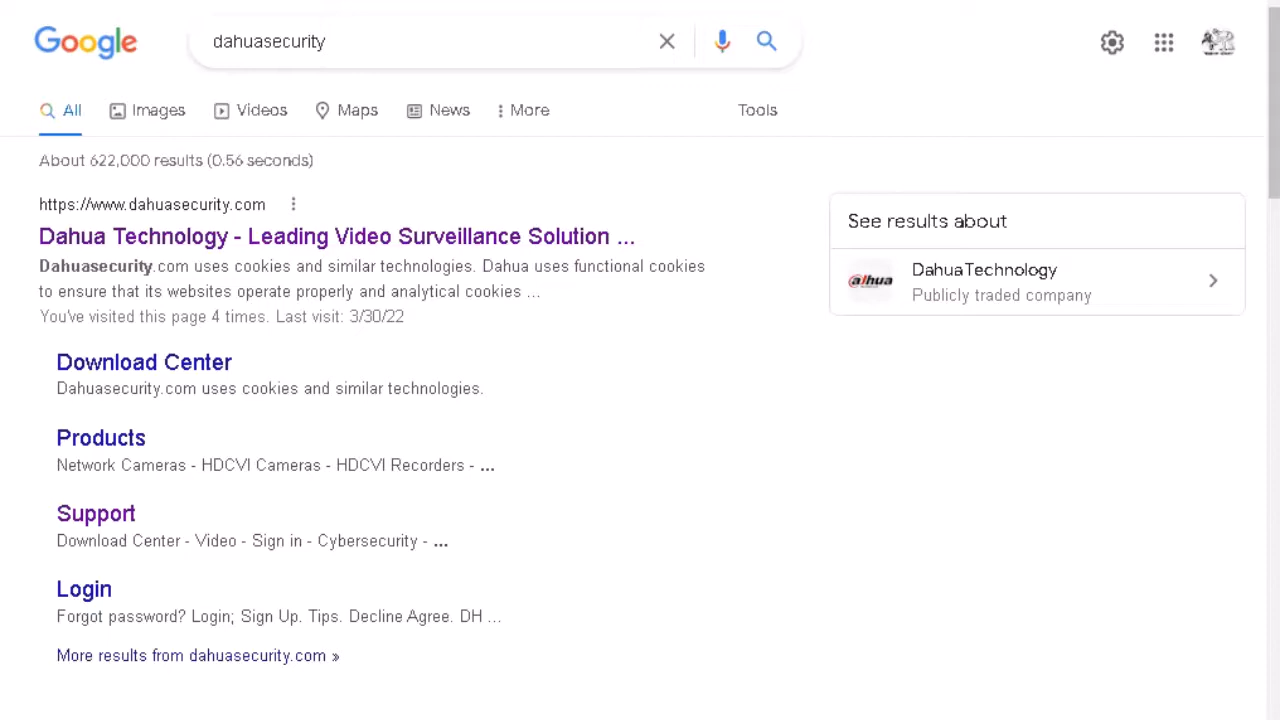 Google
dahuasecurity
All Images Videos Maps News More Tools
About 622,000 results (0.56 seconds)
https://www.dahuasecurity.com
Dahua Technology - Leading Video Surveillance Solution ...
Dahuasecurity.com uses cookies and similar technologies. Dahua uses functional cookies
to ensure that its websites operate properly and analytical cookies ...
You've visited this page 4 times. Last visit: 3/30/22
Download Center
Dahuasecurity.com uses cookies and similar technologies.
Products
Network Cameras - HDCVI Cameras - HDCVI Recorders - ...
Support
Download Center - Video - Sign in - Cybersecurity - ...
Login
Forgot password? Login; Sign Up. Tips. Decline Agree. DH ...
More results from dahuasecurity.com »
See results about
alhua
Dahua Technology
Publicly traded company